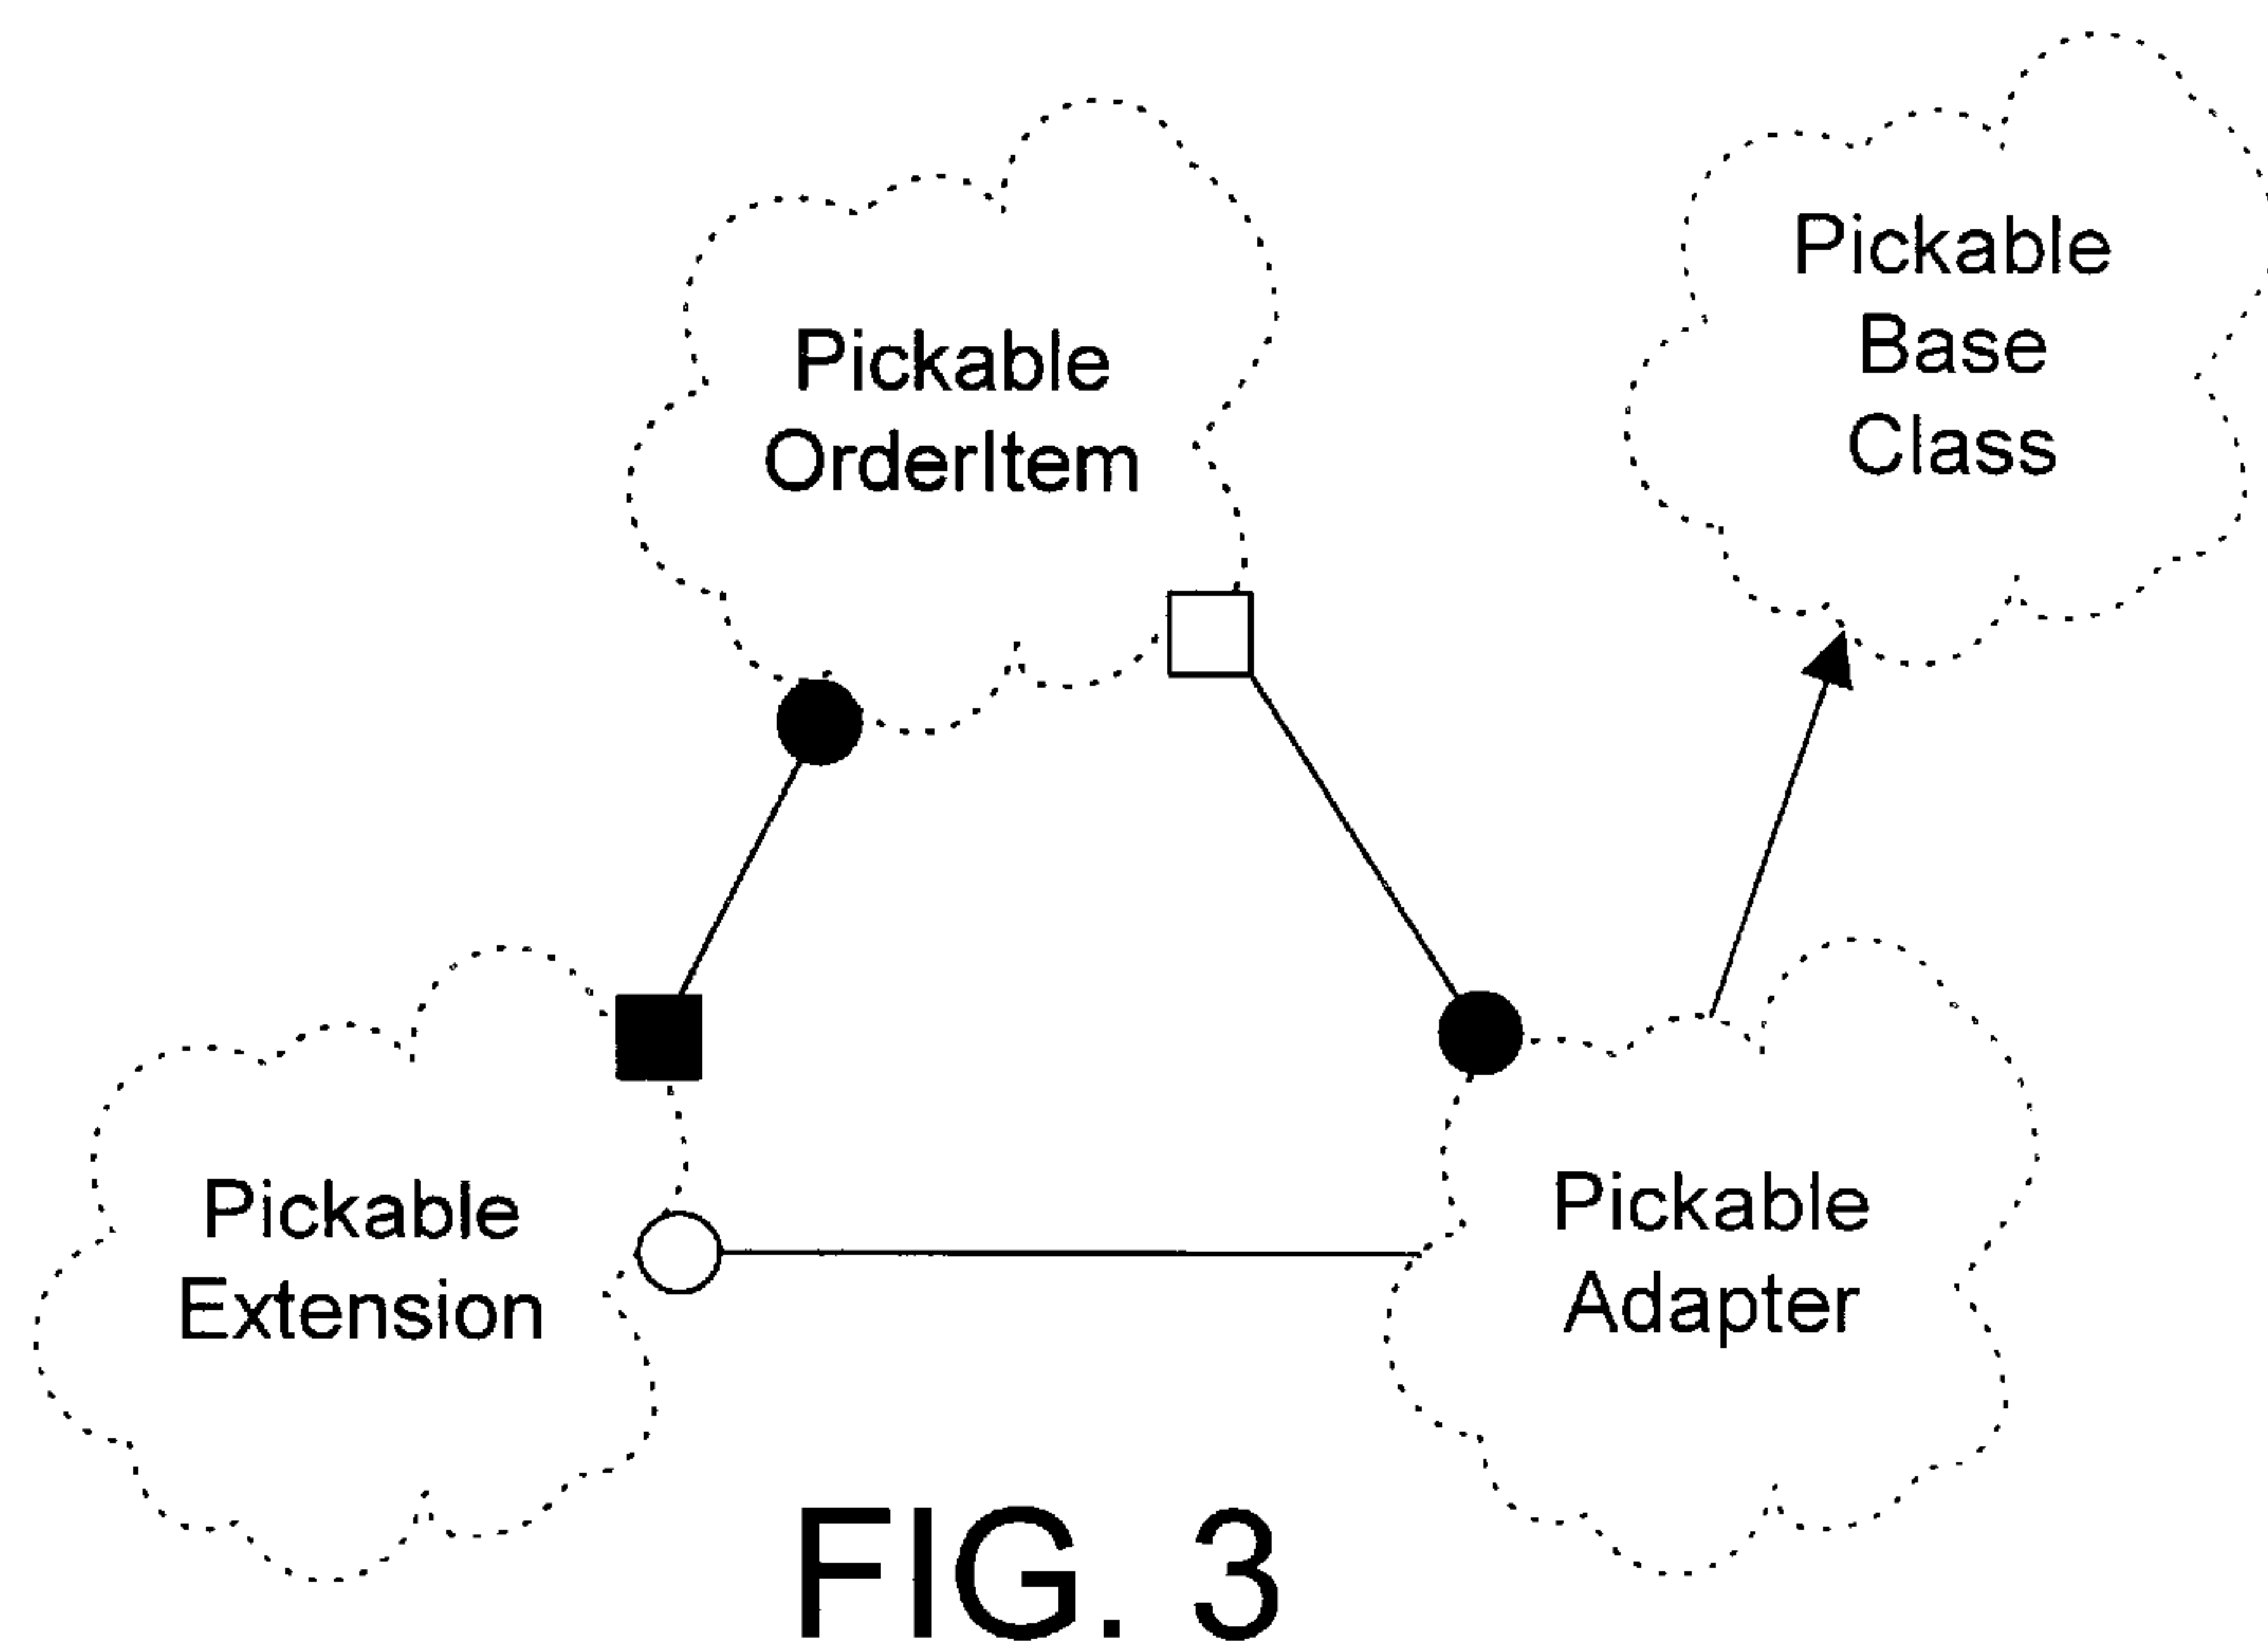 Pickable
OrderItem
Pickable
Base
Class
Pickable
Extension
Pickable
Adapter
FIG. 3